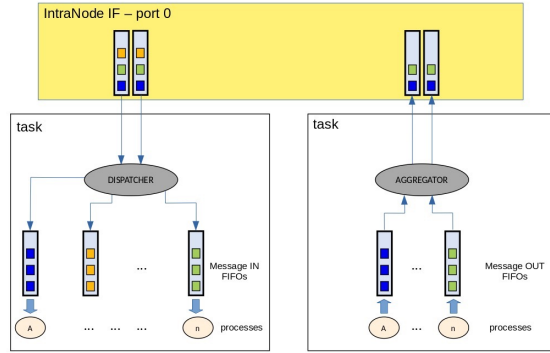 IntraNode IF – port 0
task
task
DISPATCHER
AGGREGATOR
...
Message IN
FIFOs
...
Message OUT
FIFOs
A
... ... ...
n
processes
A
...
n
processes